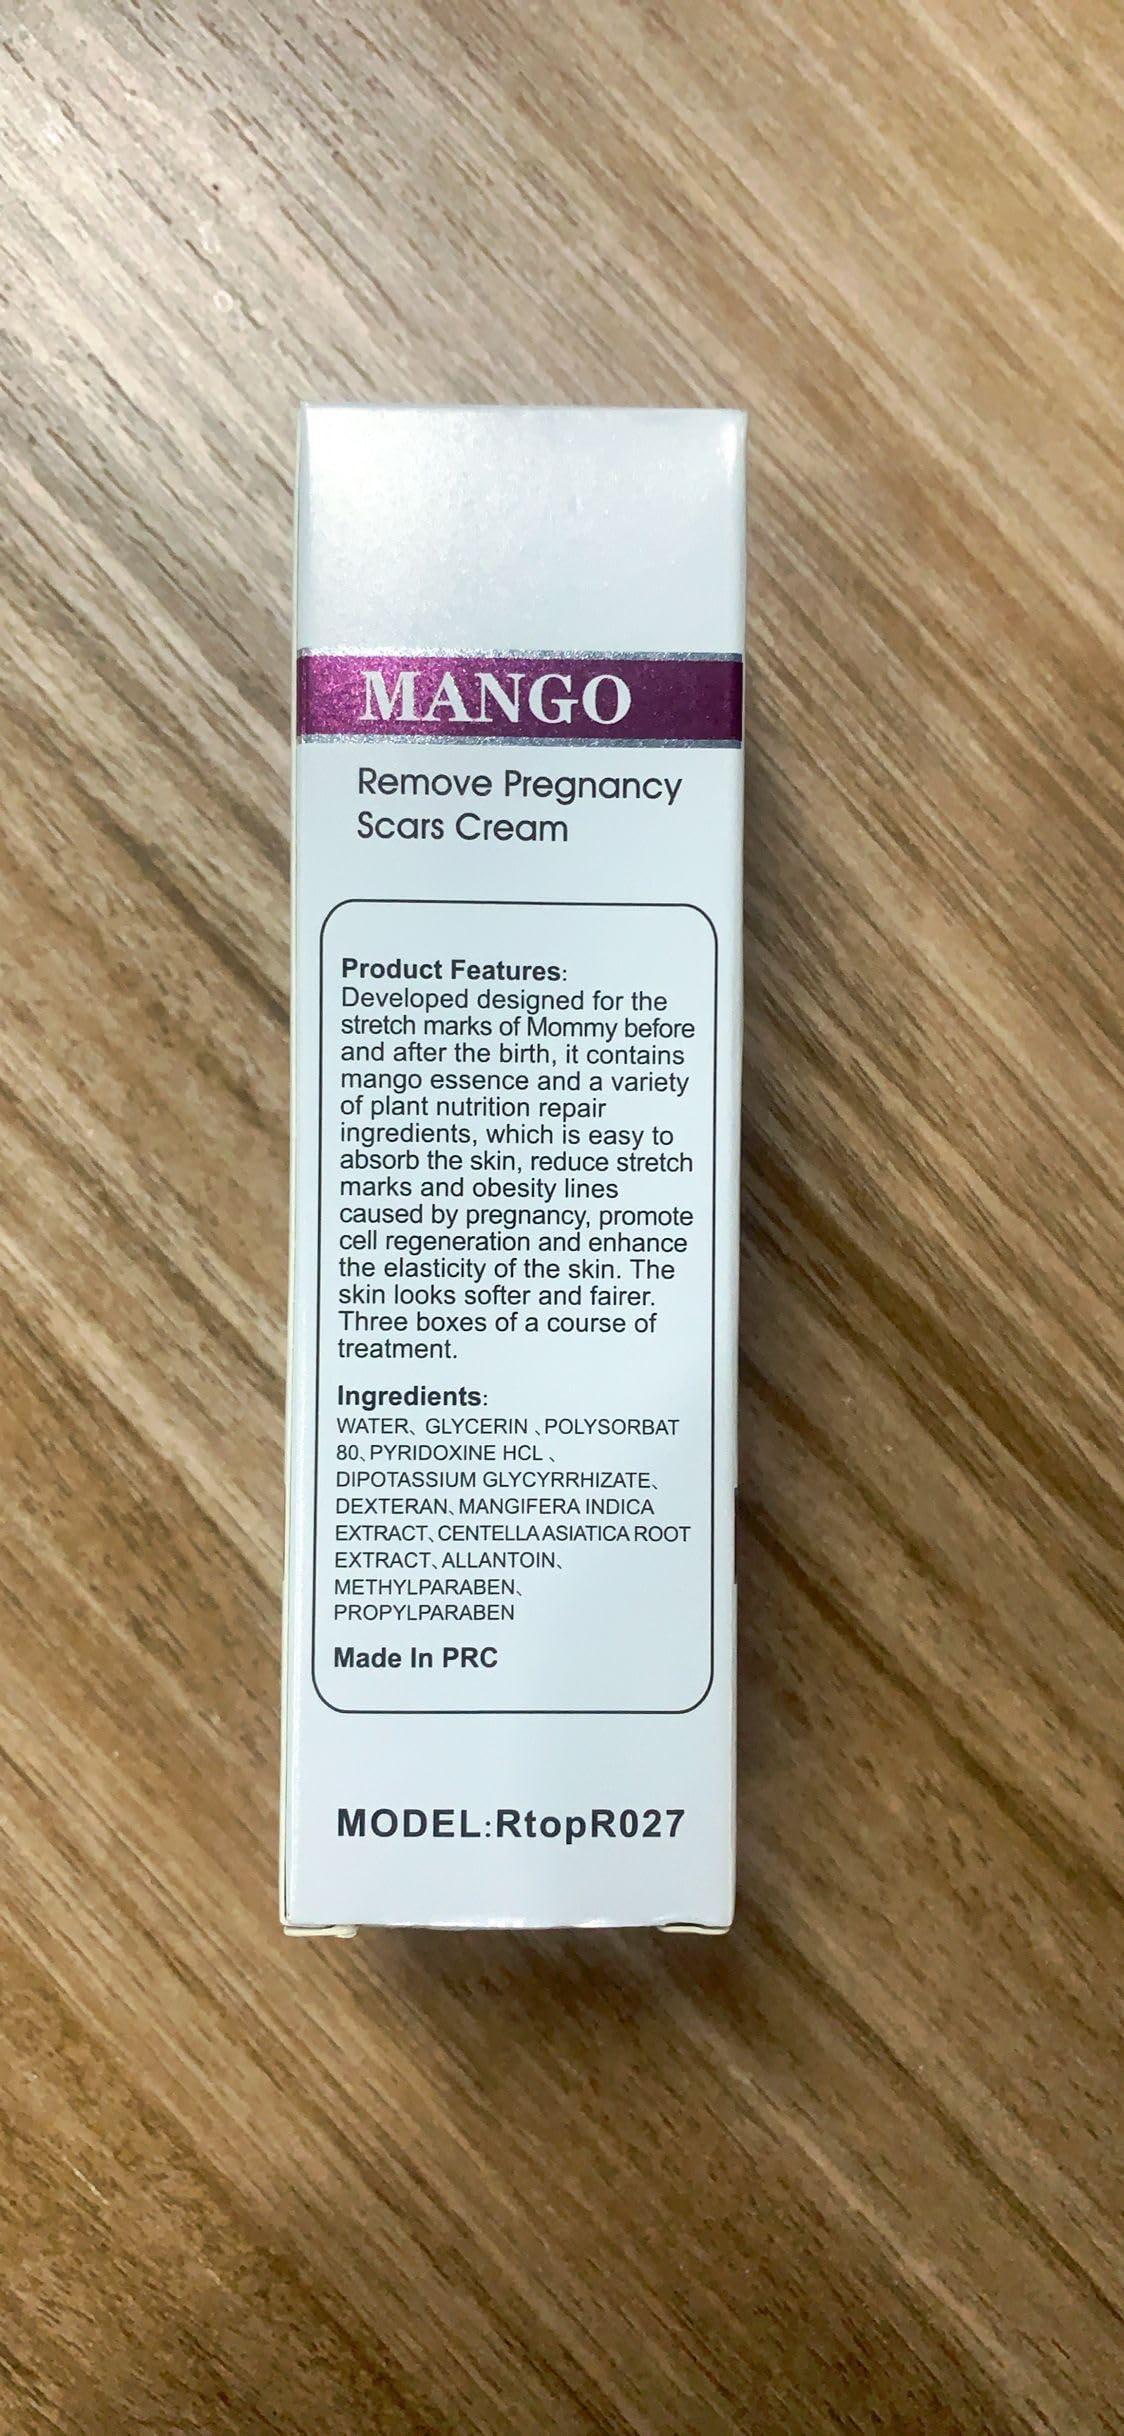 MANGO
Remove Pregnancy
Scars Cream
Product Features:
Developed designed for the
stretch marks of Mommy before
and after the birth, it contains
mango essence and a variety
of plant nutrition repair
ingredients, which is easy to
absorb the skin, reduce stretch
marks and obesity lines
caused by pregnancy, promote
cell regeneration and enhance
the elasticity of the skin. The
skin looks softer and fairer.
Three boxes of a course of
treatment.
Ingredients:
WATER、GLYCERIN、POLYSORBAT
80、PYRIDOXINE HCL、
DIPOTASSIUM GLYCYRRHIZATE、
DEXTERAN、MANGIFERA INDICA
EXTRACT、CENTELLA ASIATICA ROOT
EXTRACT、ALLANTOIN、
METHYLPARABEN、
PROPYLPARABEN
Made In PRC
MODEL:RtopR027